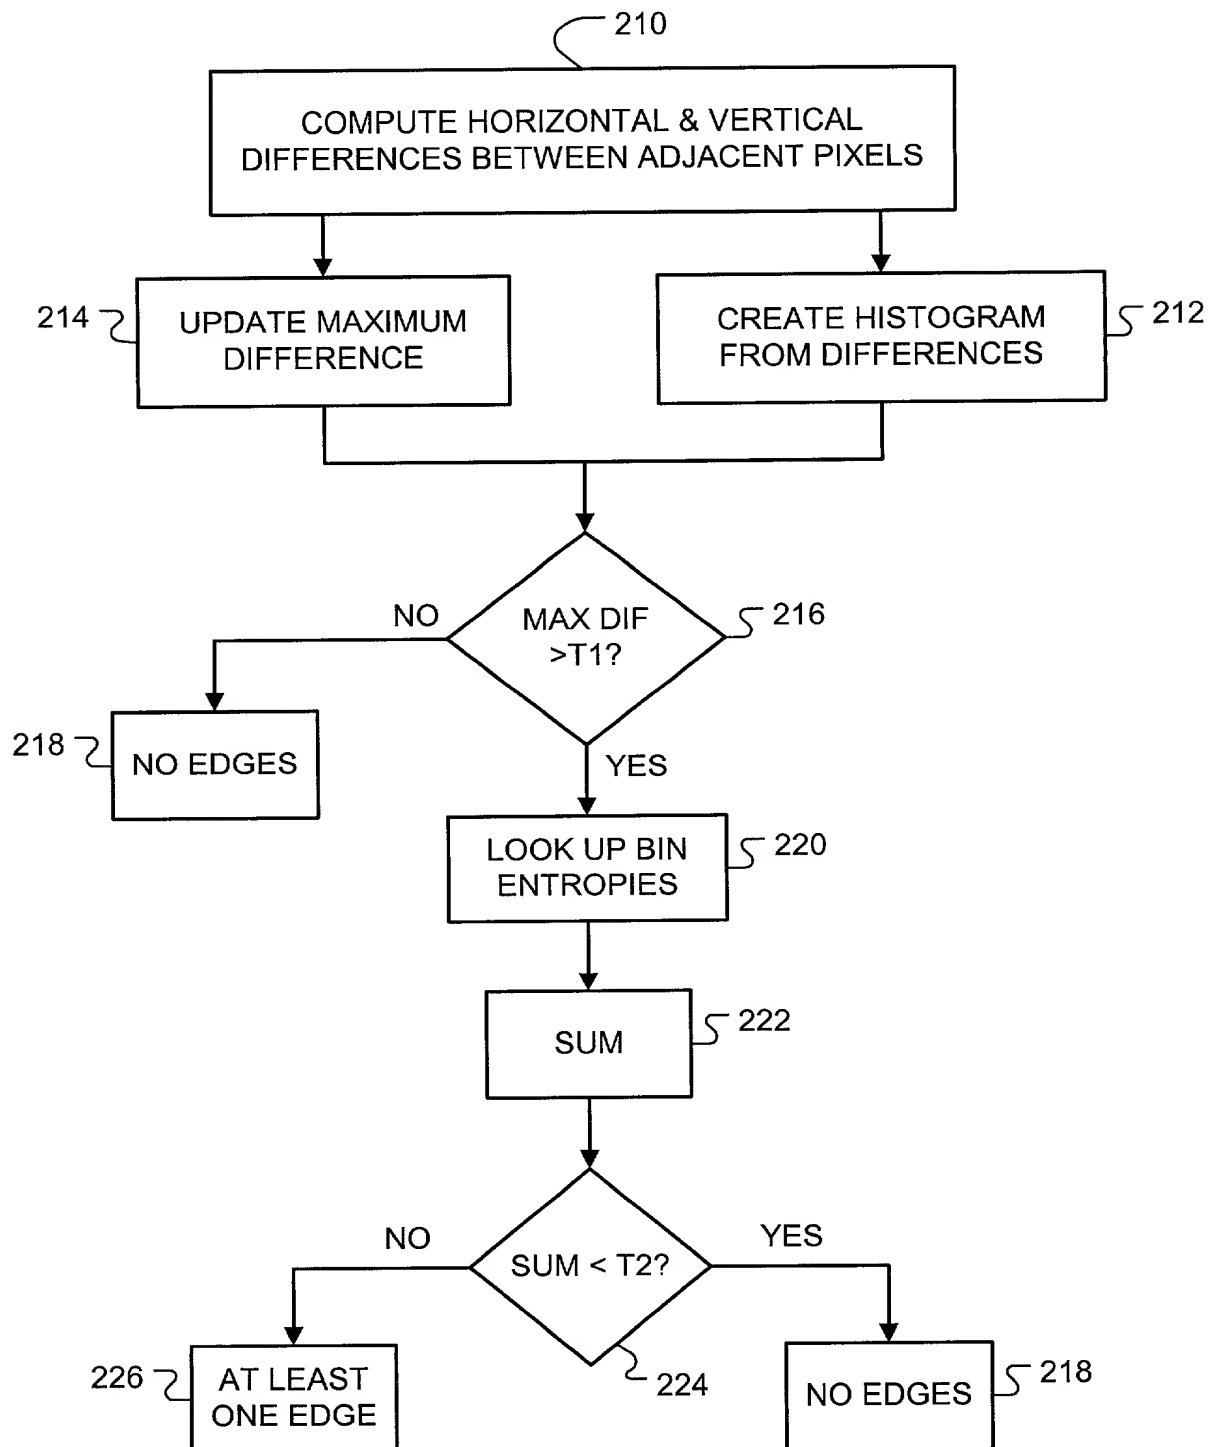 210
COMPUTE HORIZONTAL & VERTICAL
DIFFERENCES BETWEEN ADJACENT PIXELS
214
UPDATE MAXIMUM
DIFFERENCE
CREATE HISTOGRAM
FROM DIFFERENCES
212
NO
MAX DIF
>T1?
216
218
NO EDGES
YES
LOOK UP BIN
ENTROPIES
220
SUM
222
NO
SUM < T2?
YES
224
226
AT LEAST
ONE EDGE
NO EDGES
218